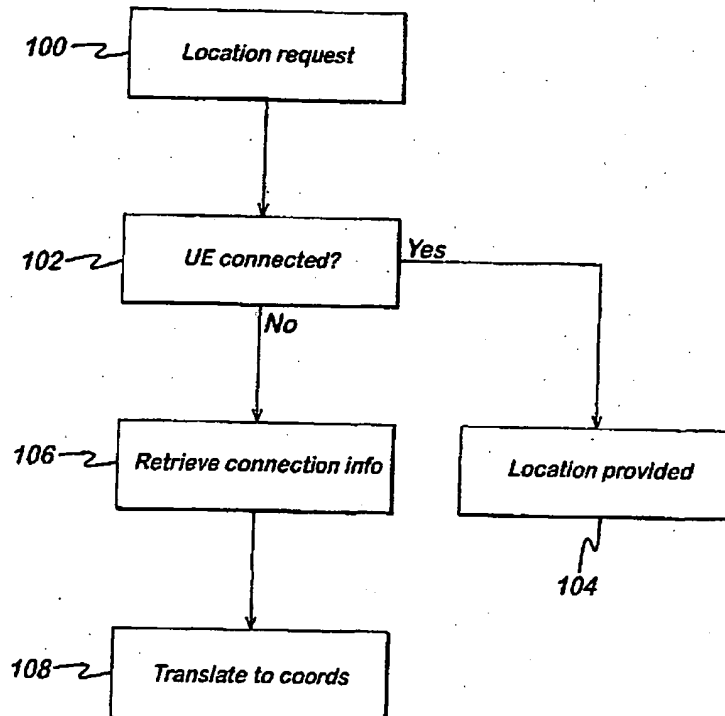 100
Location request
102
UE connected?
Yes
No
106
Retrieve connection info
Location provided
104
108
Translate to coords